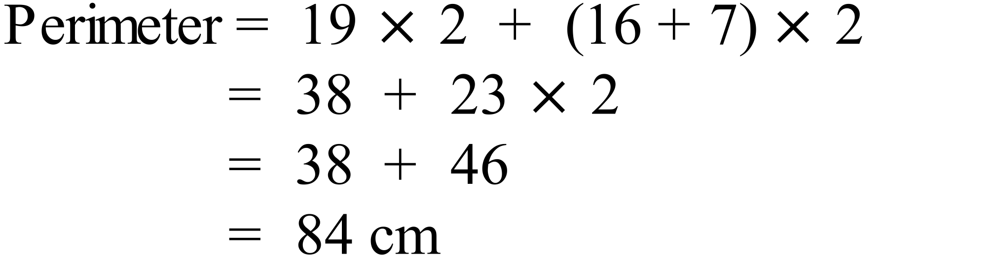 Perimeter = 19 × 2 + (16 + 7) × 2
= 38 + 23 × 2
= 38 + 46
= 84 cm